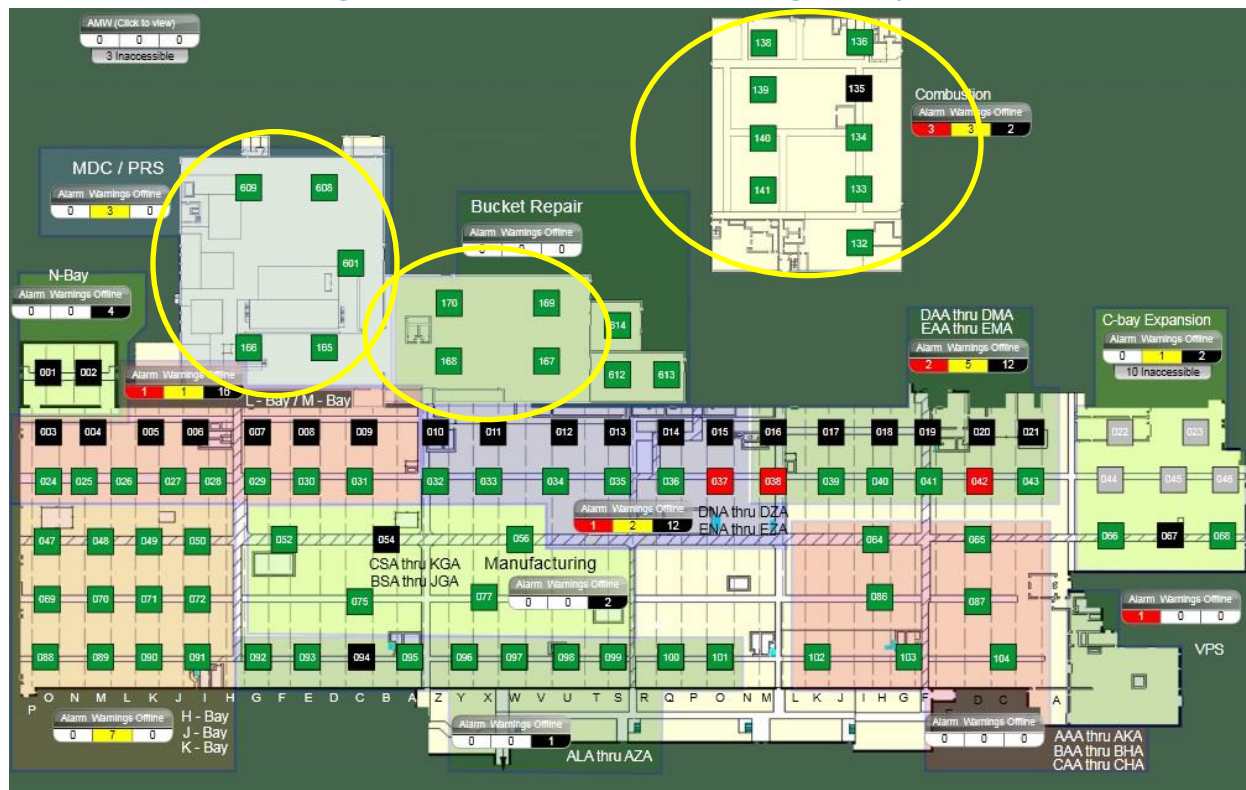 AMW (Click to view)
0 0 0
3 Inaccessible
138 136
139 135
Combustion
Alarm Warnings Offline
3 3 2
140 134
141 133
132
MDC / PRS
Alarm Warnings Offline
0 3 0
609 608
601
166 165
Bucket Repair
Alarm Warnings Offline
0 0 0
170 169
168 167
614
612 613
N-Bay
Alarm Warnings Offline
0 0 4
001 002
Alarm Warnings Offline
1 1 16
L - Bay / M - Bay
DAA thru DMA
EAA thru EMA
Alarm Warnings Offline
2 5 12
C-bay Expansion
Alarm Warnings Offline
0 1 2
10 Inaccessible
003 004 005 006 007 008 009 010 011 012 013 014 015 016 017 018 019 020 021 022 023
024 025 026 027 028 029 030 031 032 033 034 035 036 037 038 039 040 041 042 043 044 045 046
Alarm Warnings Offline
1 2 12
DNA thru DZA
ENA thru EZA
047 048 049 050 052 054 056 064 065 066 067 068
CSA thru KGA
BSA thru JGA
Manufacturing
Alarm Warnings Offline
0 0 2
069 070 071 072 075 077 086 087
Alarm Warnings Offline
1 0 0
VPS
088 089 090 091 092 093 094 095 096 097 098 099 100 101 102 103 104
P O N M L K J I H G F E D C B A Z Y X W V U T S R Q P O N M L K J I H G F E D C A
Alarm Warnings Offline
0 7 0
H - Bay
J - Bay
K - Bay
Alarm Warnings Offline
0 0 1
ALA thru AZA
Alarm Warnings Offline
0 0 0
AAA thru AKA
BAA thru BHA
CAA thru CHA